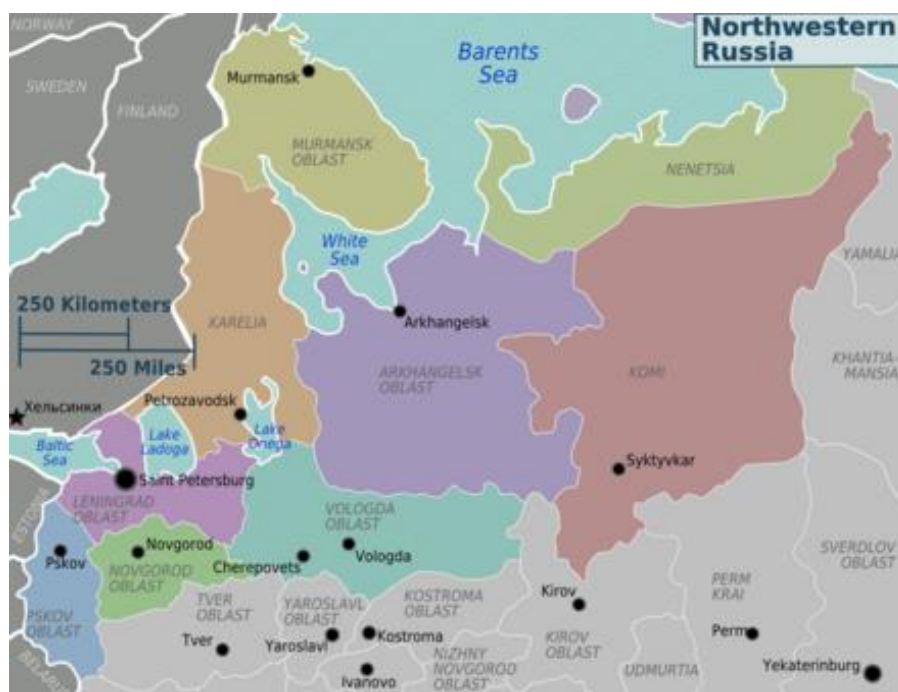 Northwestern
Russia
NORWAY
SWEDEN
FINLAND
Barents
Sea
Murmansk
MURMANSK
OBLAST
NENETSIA
White
Sea
YAMALIA
250 Kilometers
250 Miles
KARELIA
Arkhangelsk
ARKHANGELSK
OBLAST
KOMI
KHANTIA-
MANSIA
Хельсинки
Petrozavodsk
Baltic
Sea
Lake
Ladoga
Lake
Onega
Saint Petersburg
LENINGRAD
OBLAST
Syktyvkar
ESTONIA
VOLOGDA
OBLAST
Pskov
Novgorod
NOVGOROD
OBLAST
Cherepovets
Vologda
SVERDLOV
OBLAST
PSKOV
OBLAST
TVER
OBLAST
YAROSLAVL
OBLAST
KOSTROMA
OBLAST
Kirov
PERM
KRAI
Tver
Yaroslavl
Kostroma
KIROV
OBLAST
Perm
NIZHNY
NOVGOROD
OBLAST
UDMURTIA
Ivanovo
Yekaterinburg